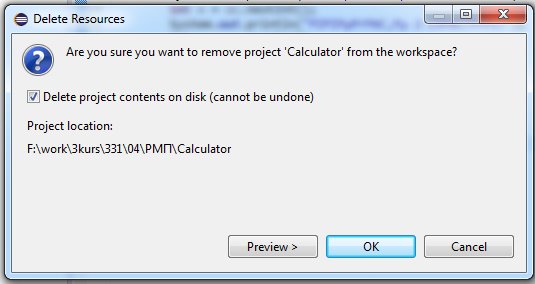 Delete Resources
Are you sure you want to remove project 'Calculator' from the workspace?
Delete project contents on disk (cannot be undone)
Project location:
F:\work\3kurs\331\04\РМП\Calculator
Preview >
OK
Cancel